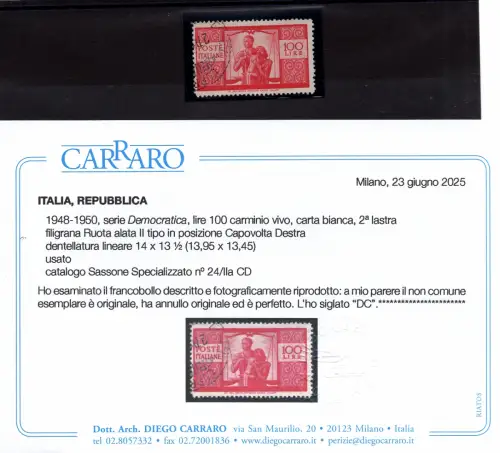 POSTE
ITALIANE
100
LIRE
CARRARO
Milano, 23 giugno 2025
ITALIA, REPUBBLICA
1948-1950, serie Democratica, lire 100 carminio vivo, carta bianca, 2ª lastra
filigrana Ruota alata II tipo in posizione Capovolta Destra
dentellatura lineare 14 x 13 ½ (13,95 x 13,45)
usato
catalogo Sassone Specializzato n° 24/IIa CD
Ho esaminato il francobollo descritto e fotograficamente riprodotto: a mio parere il non comune
esemplare è originale, ha annullo originale ed è perfetto. L'ho siglato "DC".**********************
POSTE
ITALIANE
100
LIRE
RIATOS
Dott. Arch. DIEGO CARRARO via San Maurilio. 20 • 20123 Milano • Italia
tel 02.8057332 • fax 02.72001836 • www.diegocarraro.it • perizie@diegocarraro.it